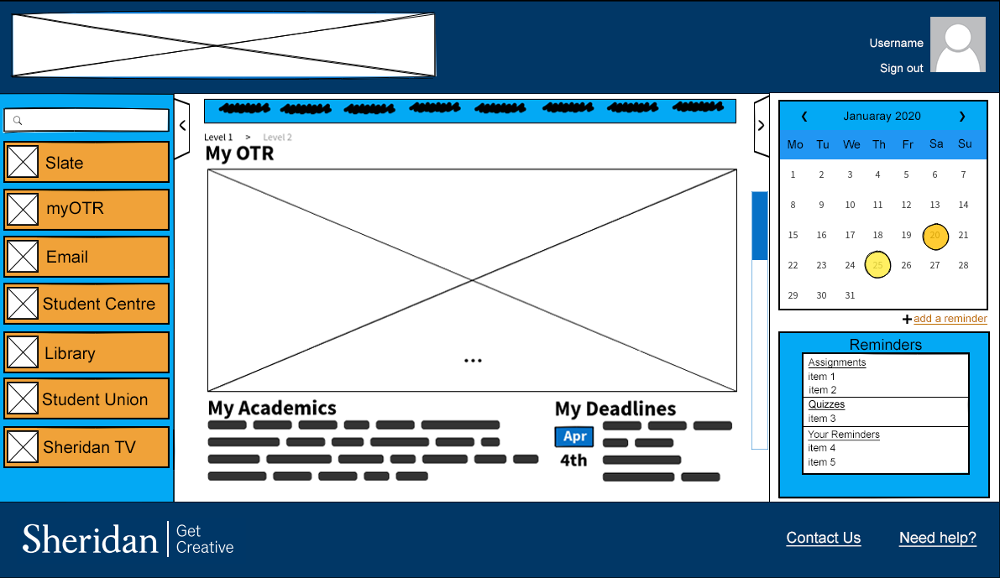 Username
Sign out
Slate
myOTR
Email
Student Centre
Library
Student Union
Sheridan TV
Level 1 > Level 2
My OTR
...
My Academics
My Deadlines
Apr
4th
❮ Januaray 2020 ❯
Mo Tu We Th Fr Sa Su
1 2 3 4 5 6 7
8 9 10 11 12 13 14
15 16 17 18 19 20 21
22 23 24 25 26 27 28
29 30 31
+add a reminder
Reminders
Assignments
item 1
item 2
Quizzes
item 3
Your Reminders
item 4
item 5
Sheridan
Get
Creative
Contact Us
Need help?